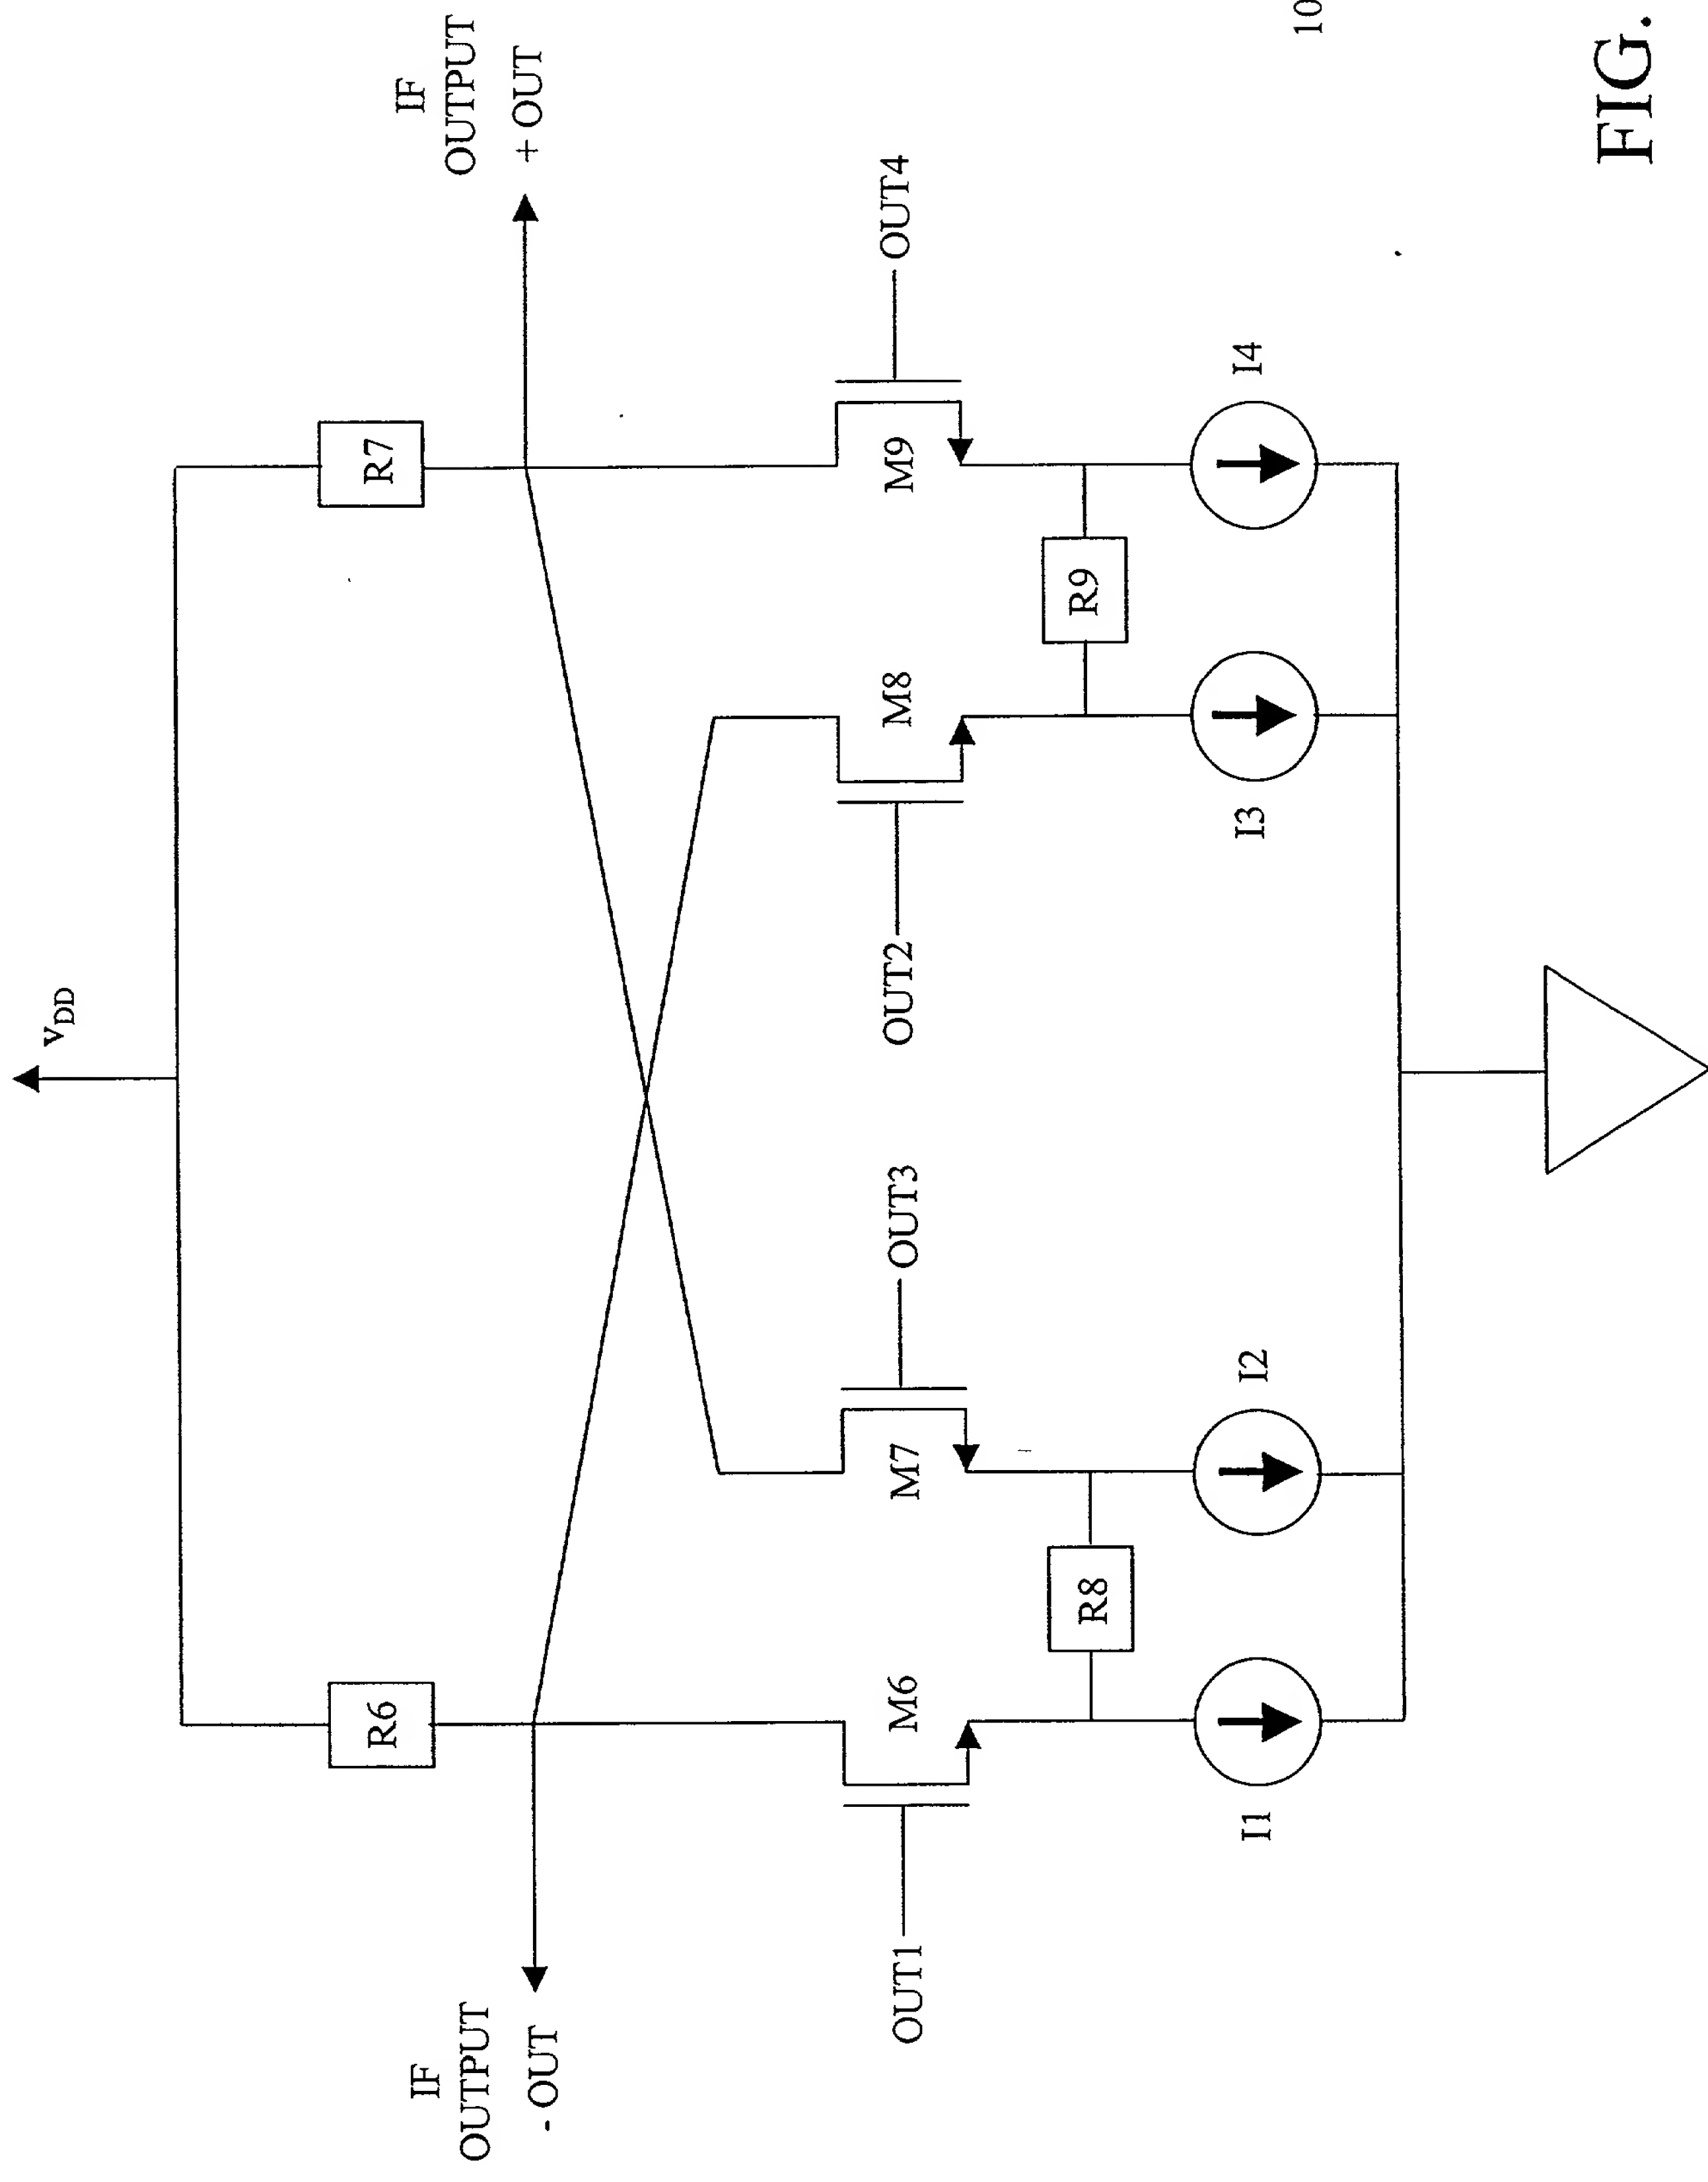 V_DD
IF
OUTPUT
- OUT
IF
OUTPUT
+ OUT
R6
R7
OUT1
M6
M7
OUT3
OUT2
M8
M9
OUT4
R8
R9
I1
I2
I3
I4
10
FIG.